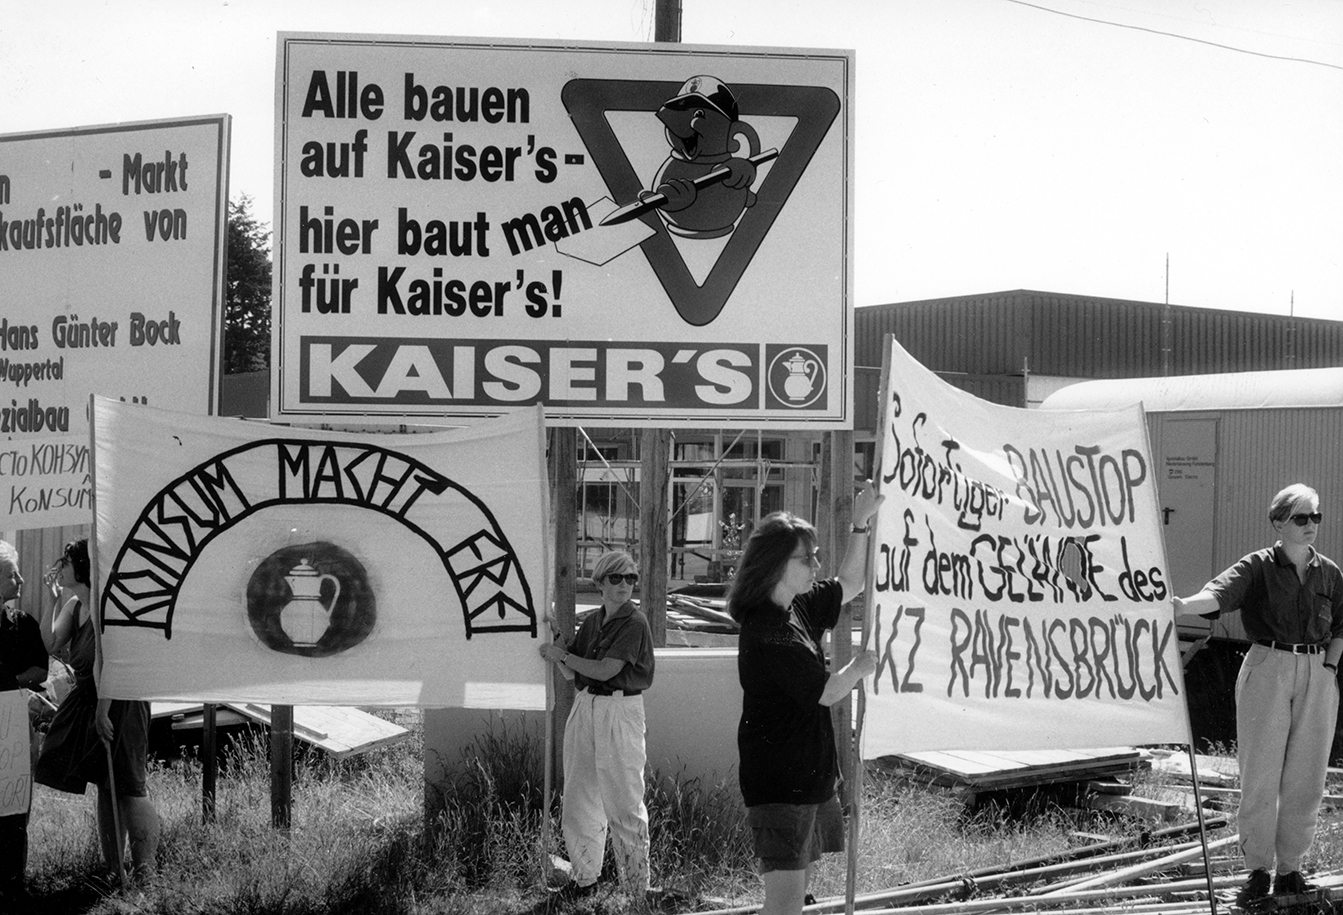 - Markt
kaufsfläche von
Hans Günter Bock
Wuppertal
KONSUM
Alle bauen
auf Kaiser's-
hier baut man
für Kaiser's!
KAISER'S
KONSUM MACHT FREI
Sofortiger BAUSTOP
auf dem GELÄNDE des
KZ RAVENSBRÜCK